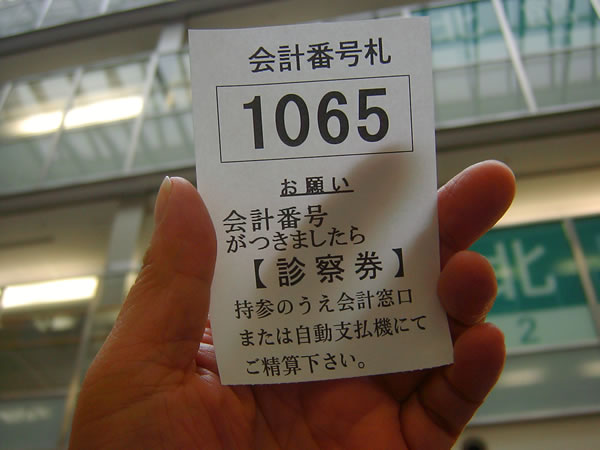 会計番号札
1065
お願い
会計番号
がつきましたら
【診察券】
持参のうえ会計窓口
または自動支払機にて
ご精算下さい。
北
2